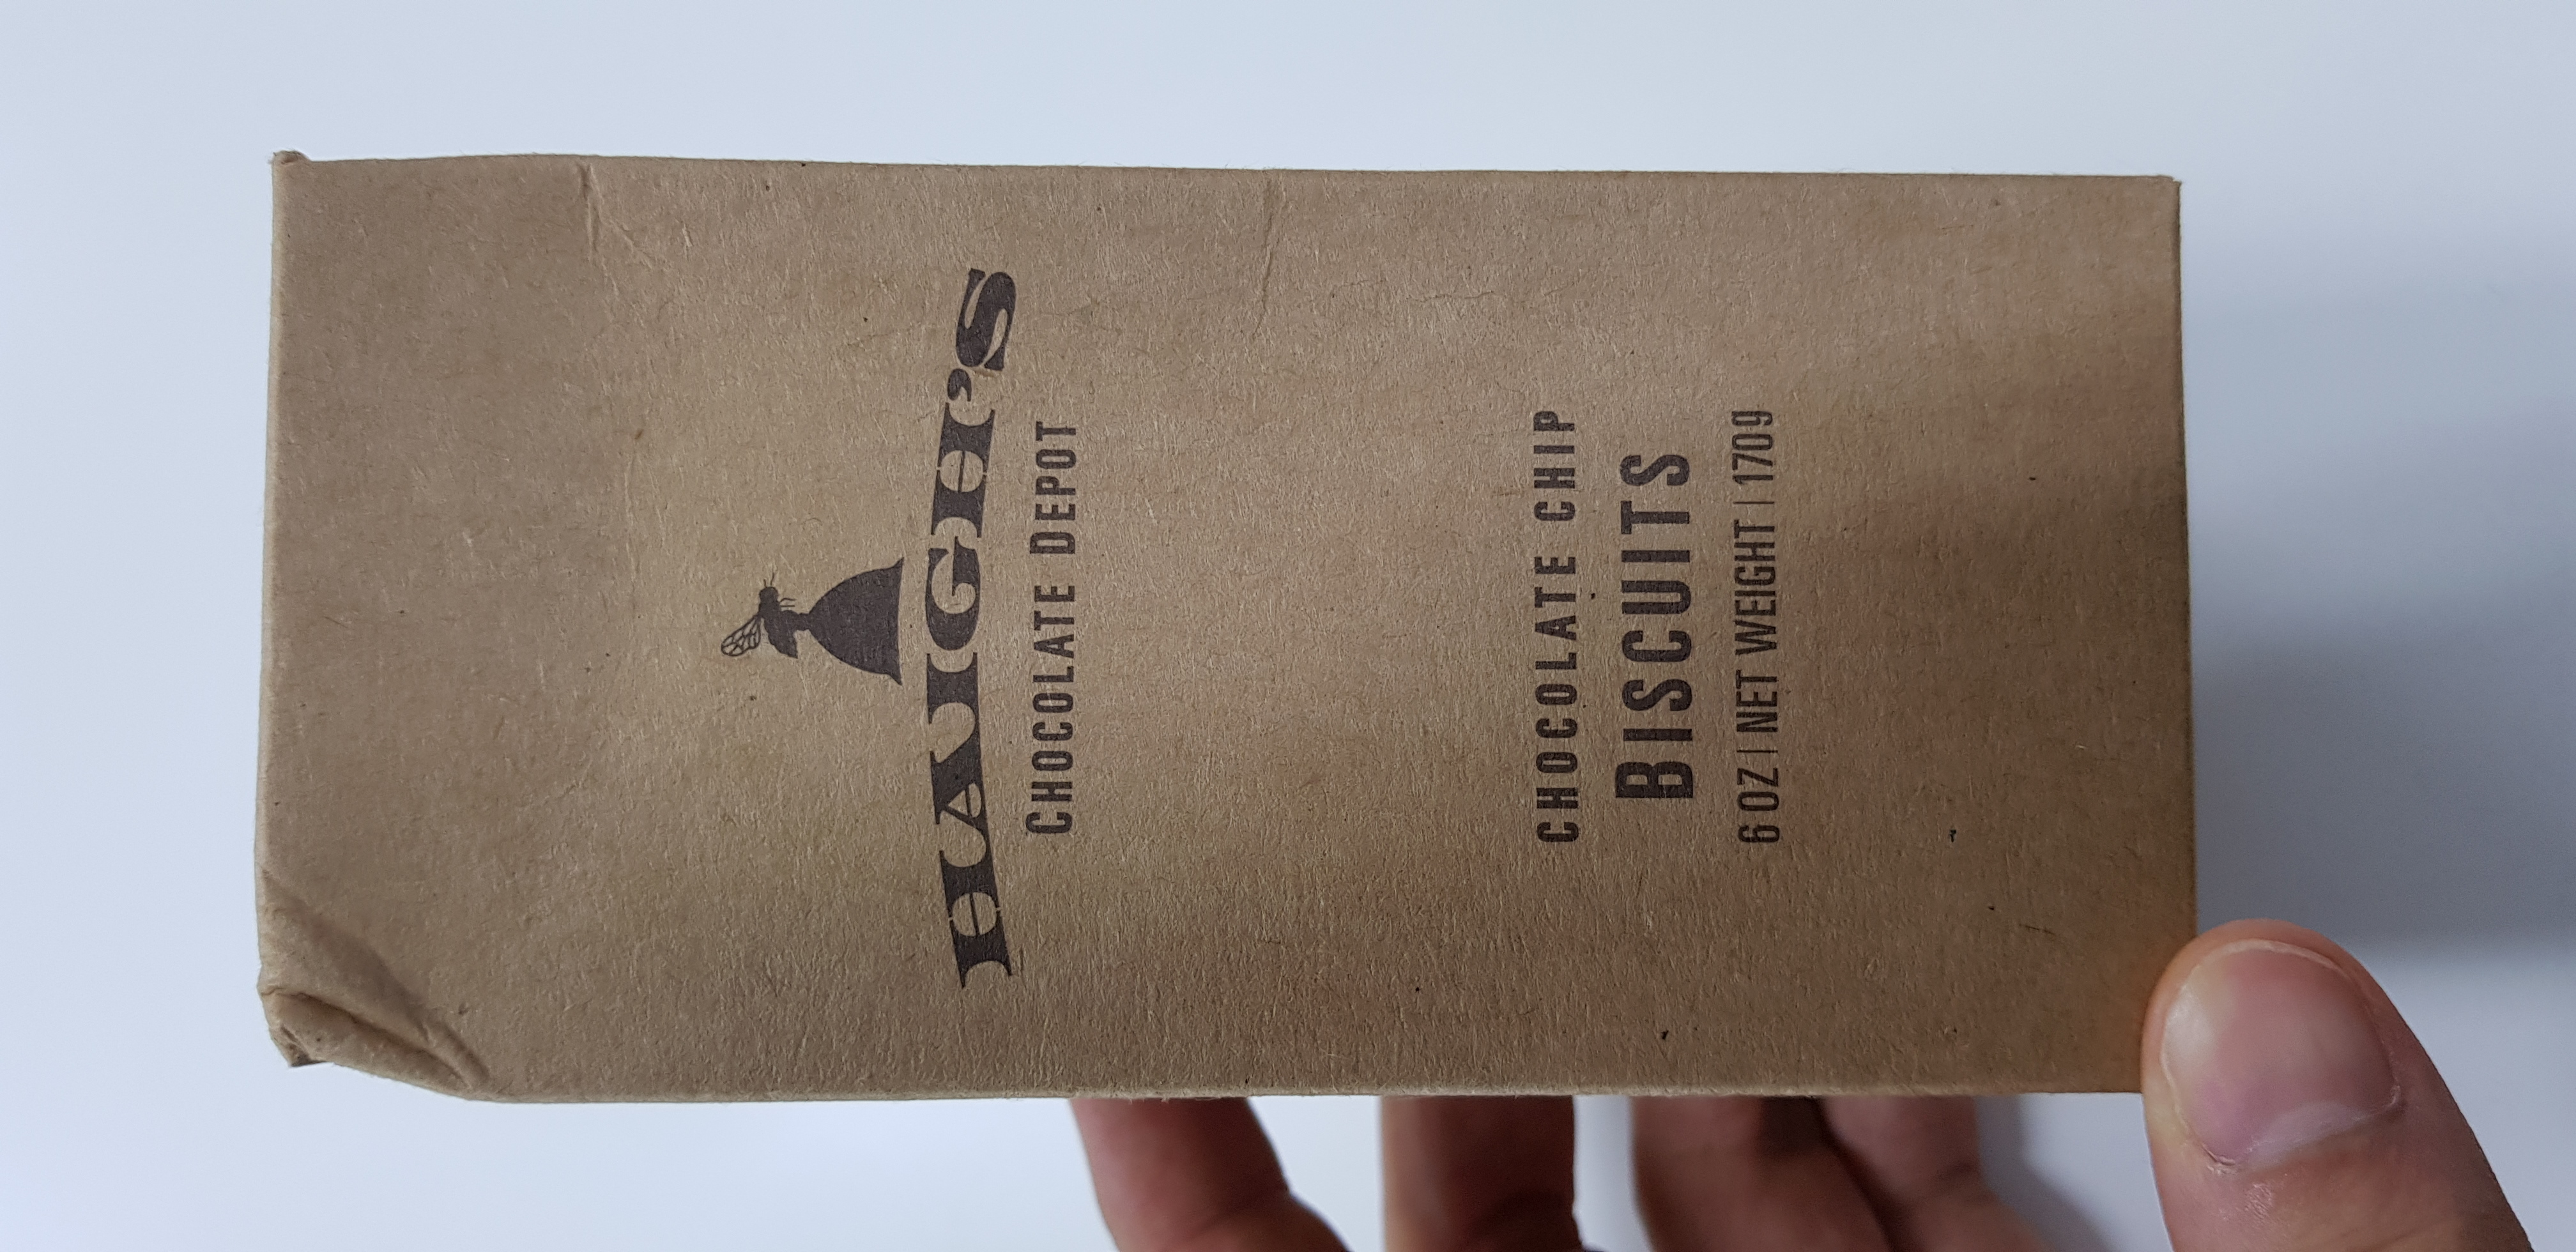 HAIGH'S
CHOCOLATE DEPOT
CHOCOLATE CHIP
BISCUITS
6 OZ | NET WEIGHT | 170g